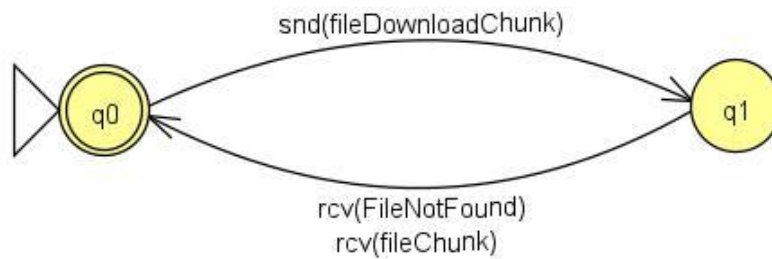 snd(fileDownloadChunk)
q0
q1
rcv(FileNotFound)
rcv(fileChunk)